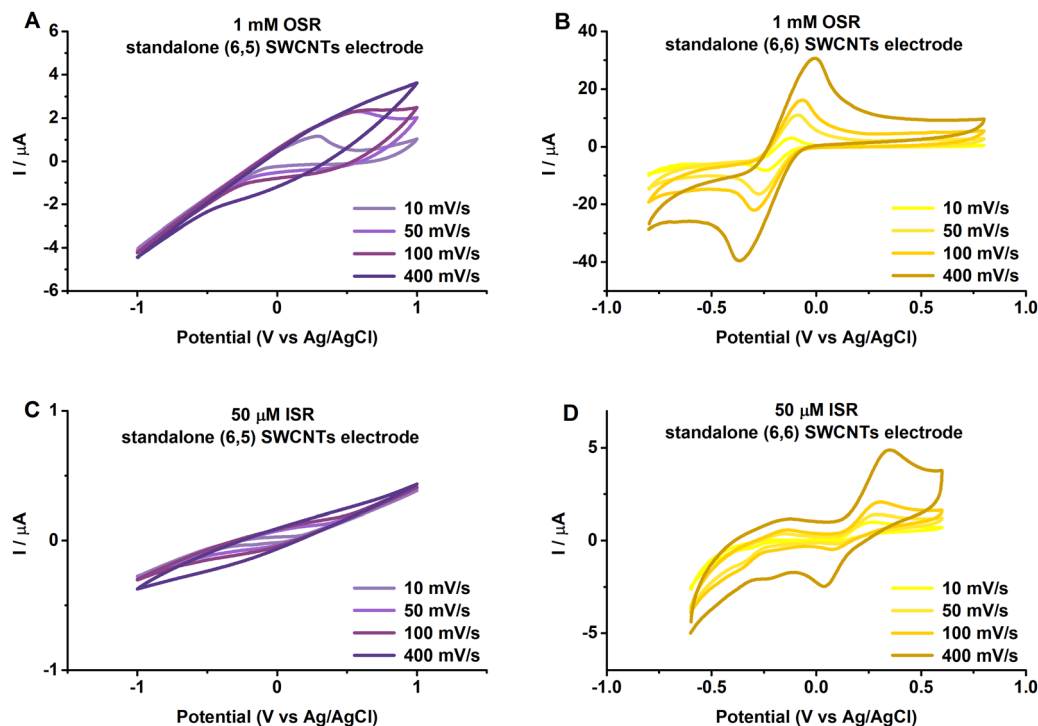 A
1 mM OSR
standalone (6,5) SWCNTs electrode
6
4
2
0
-2
-4
-6
I / μA
-1
0
1
Potential (V vs Ag/AgCl)
10 mV/s
50 mV/s
100 mV/s
400 mV/s
B
1 mM OSR
standalone (6,6) SWCNTs electrode
40
20
0
-20
-40
I / μA
-1.0
-0.5
0.0
0.5
1.0
Potential (V vs Ag/AgCl)
10 mV/s
50 mV/s
100 mV/s
400 mV/s
C
50 μM ISR
standalone (6,5) SWCNTs electrode
1
0
-1
I / μA
-1
0
1
Potential (V vs Ag/AgCl)
10 mV/s
50 mV/s
100 mV/s
400 mV/s
D
50 μM ISR
standalone (6,6) SWCNTs electrode
5
0
-5
I / μA
-1.0
-0.5
0.0
0.5
1.0
Potential (V vs Ag/AgCl)
10 mV/s
50 mV/s
100 mV/s
400 mV/s